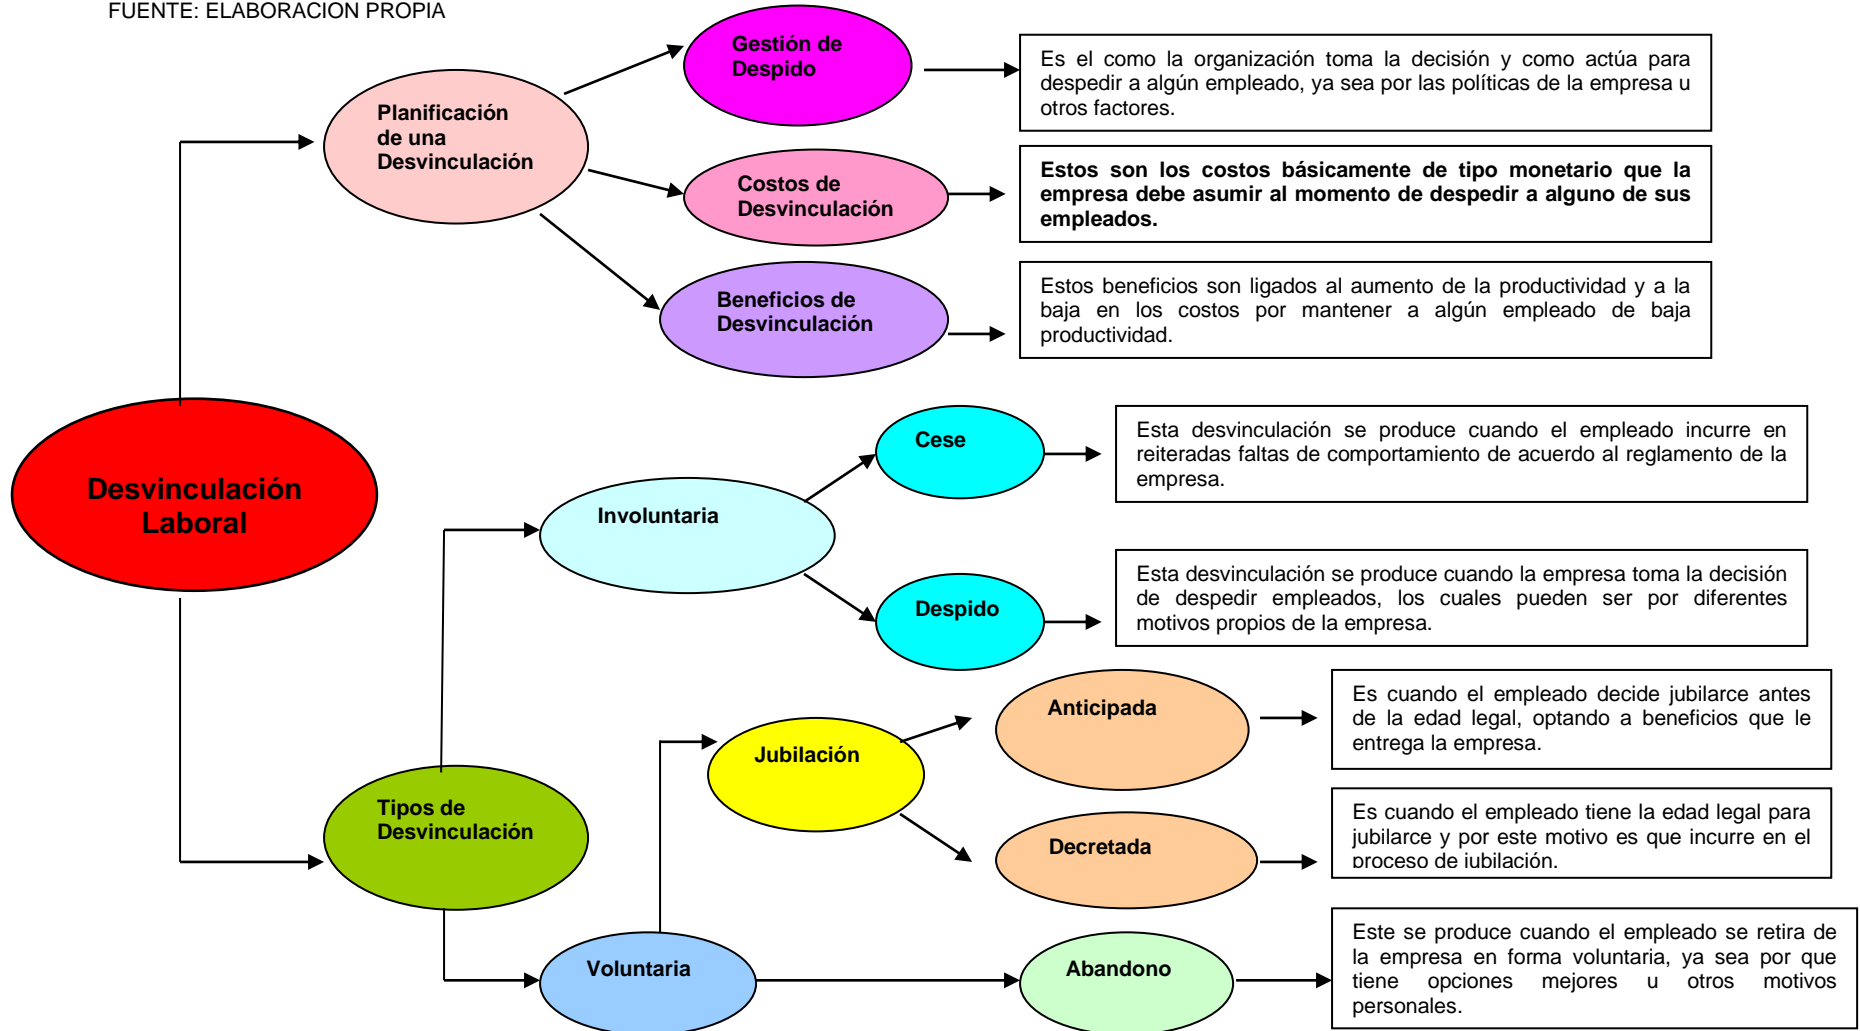 FUENTE: ELABORACION PROPIA
Gestión de
Despido
Es el como la organización toma la decisión y como actúa para
despedir a algún empleado, ya sea por las políticas de la empresa u
otros factores.
Planificación
de una
Desvinculación
Costos de
Desvinculación
Estos son los costos básicamente de tipo monetario que la
empresa debe asumir al momento de despedir a alguno de sus
empleados.
Beneficios de
Desvinculación
Estos beneficios son ligados al aumento de la productividad y a la
baja en los costos por mantener a algún empleado de baja
productividad.
Desvinculación
Laboral
Cese
Esta desvinculación se produce cuando el empleado incurre en
reiteradas faltas de comportamiento de acuerdo al reglamento de la
empresa.
Involuntaria
Despido
Esta desvinculación se produce cuando la empresa toma la decisión
de despedir empleados, los cuales pueden ser por diferentes
motivos propios de la empresa.
Anticipada
Es cuando el empleado decide jubilarce antes
de la edad legal, optando a beneficios que le
entrega la empresa.
Jubilación
Tipos de
Desvinculación
Decretada
Es cuando el empleado tiene la edad legal para
jubilarce y por este motivo es que incurre en el
proceso de jubilación.
Voluntaria
Abandono
Este se produce cuando el empleado se retira de
la empresa en forma voluntaria, ya sea por que
tiene opciones mejores u otros motivos
personales.